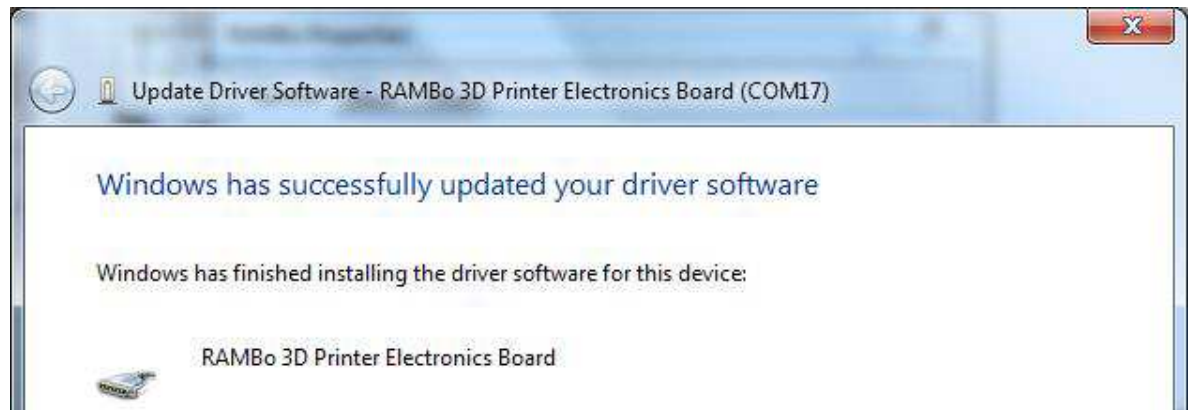 Update Driver Software - RAMBo 3D Printer Electronics Board (COM17)
Windows has successfully updated your driver software
Windows has finished installing the driver software for this device:
RAMBo 3D Printer Electronics Board